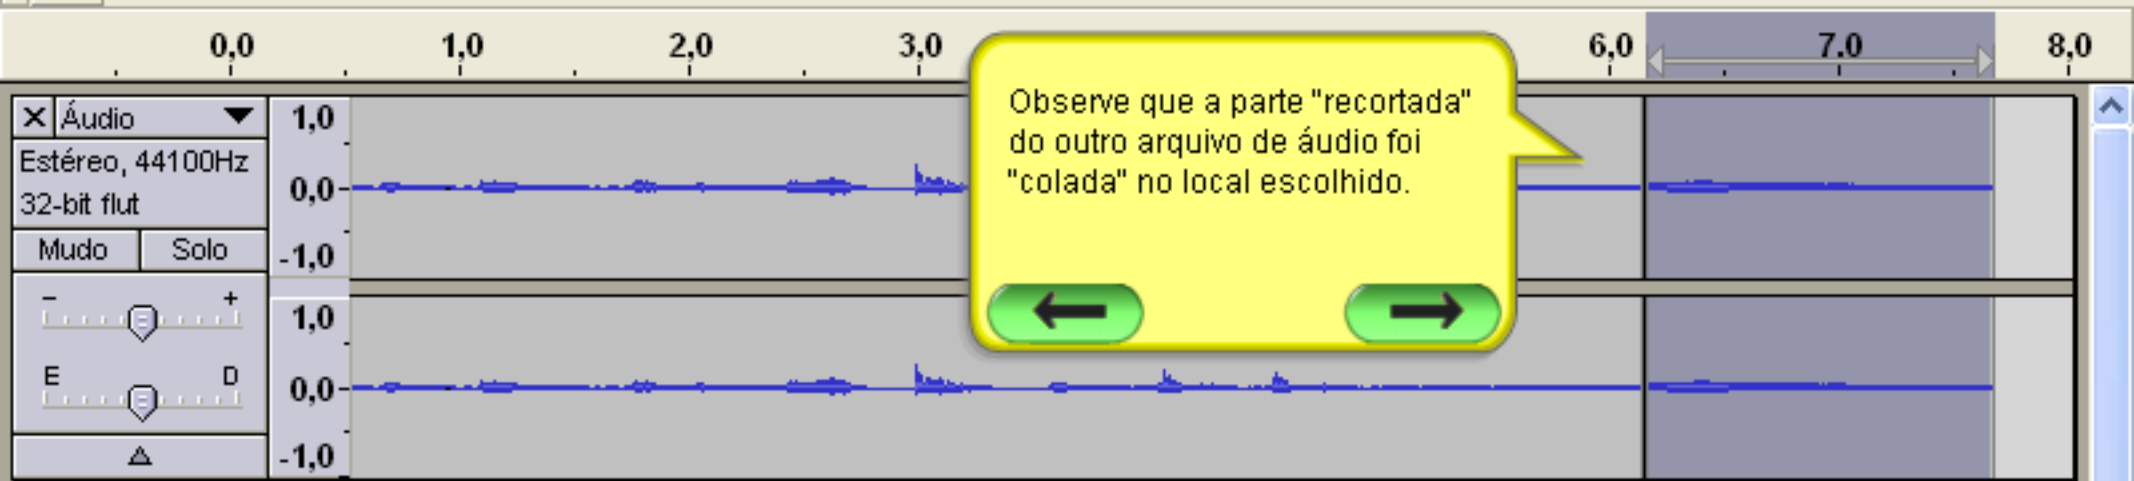 0,0 1,0 2,0 3,0 6,0 7.0 8,0
X Áudio
Estéreo, 44100Hz
32-bit flut
Mudo Solo
- +
E D
1,0
0,0
-1,0
1,0
0,0
-1,0
Observe que a parte "recortada"
do outro arquivo de áudio foi
"colada" no local escolhido.